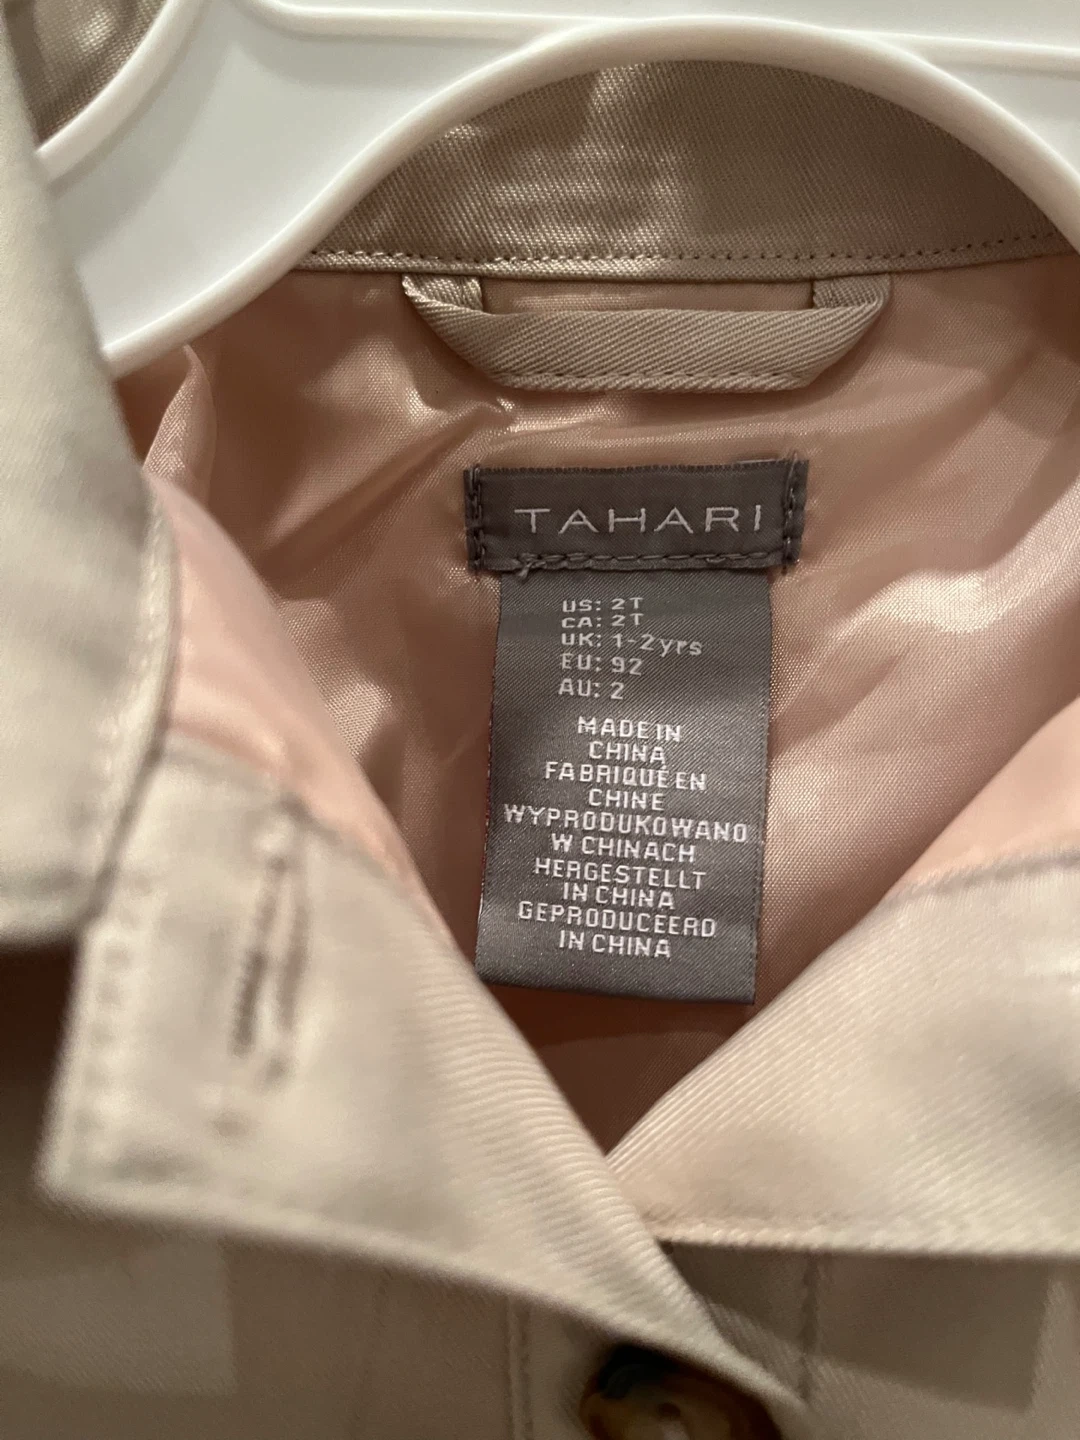 TAHARI
US: 2T
CA: 2T
UK: 1-2yrs
EU: 92
AU: 2
MADE IN
CHINA
FABRIQUÉ EN
CHINE
WYPRODUKOWANO
W CHINACH
HERGESTELLT
IN CHINA
GEPRODUCEERD
IN CHINA